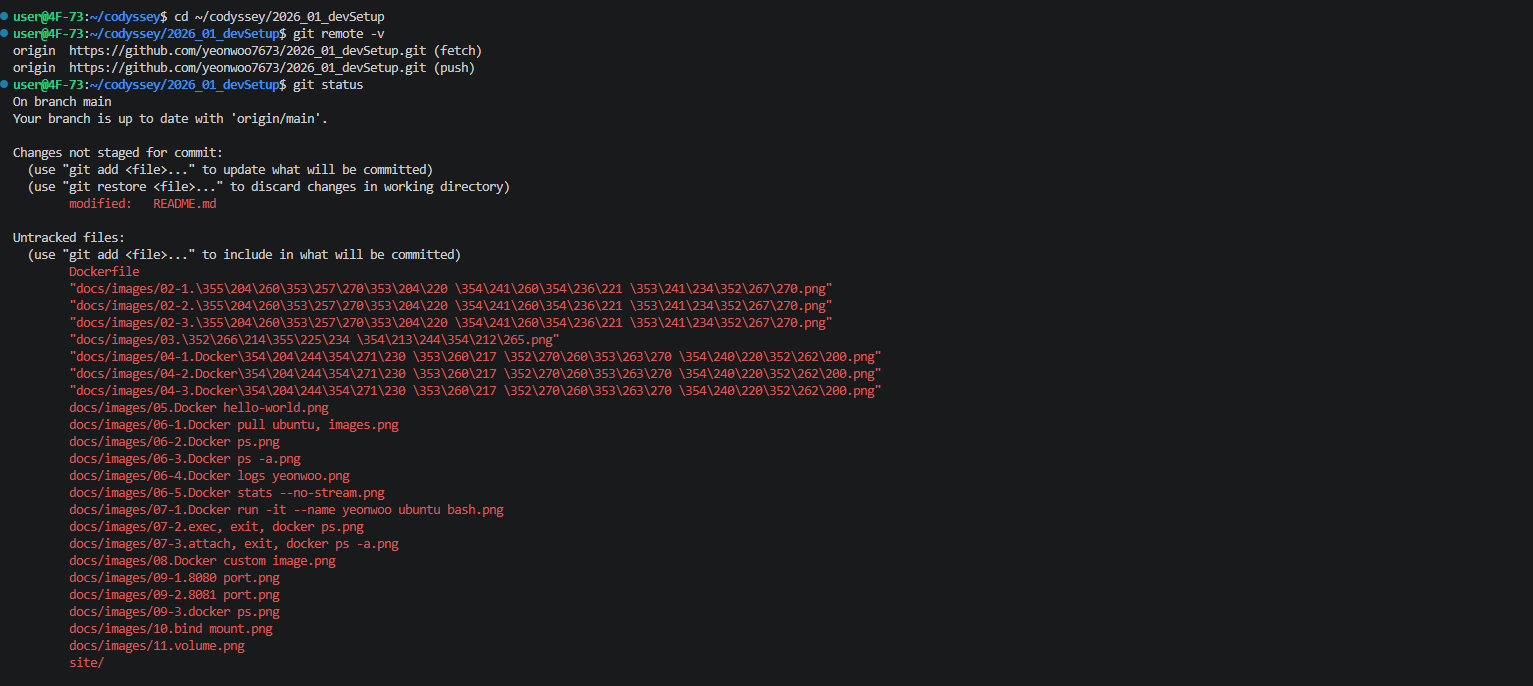 user@4F-73:~/codyssey$ cd ~/codyssey/2026_01_devSetup
user@4F-73:~/codyssey/2026_01_devSetup$ git remote -v
origin  https://github.com/yeonwoo7673/2026_01_devSetup.git (fetch)
origin  https://github.com/yeonwoo7673/2026_01_devSetup.git (push)
user@4F-73:~/codyssey/2026_01_devSetup$ git status
On branch main
Your branch is up to date with 'origin/main'.
Changes not staged for commit:
  (use "git add <file>..." to update what will be committed)
  (use "git restore <file>..." to discard changes in working directory)
        modified:   README.md
Untracked files:
  (use "git add <file>..." to include in what will be committed)
        Dockerfile
        "docs/images/02-1.\355\204\260\353\257\270\353\204\220 \354\241\260\354\236\221 \353\241\234\352\267\270.png"
        "docs/images/02-2.\355\204\260\353\257\270\353\204\220 \354\241\260\354\236\221 \353\241\234\352\267\270.png"
        "docs/images/02-3.\355\204\260\353\257\270\353\204\220 \354\241\260\354\236\221 \353\241\234\352\267\270.png"
        "docs/images/03.\352\266\214\355\225\234 \354\213\244\354\212\265.png"
        "docs/images/04-1.Docker\354\204\244\354\271\230 \353\260\217 \352\270\260\353\263\270 \354\240\220\352\262\200.png"
        "docs/images/04-2.Docker\354\204\244\354\271\230 \353\260\217 \352\270\260\353\263\270 \354\240\220\352\262\200.png"
        "docs/images/04-3.Docker\354\204\244\354\271\230 \353\260\217 \352\270\260\353\263\270 \354\240\220\352\262\200.png"
        docs/images/05.Docker hello-world.png
        docs/images/06-1.Docker pull ubuntu, images.png
        docs/images/06-2.Docker ps.png
        docs/images/06-3.Docker ps -a.png
        docs/images/06-4.Docker logs yeonwoo.png
        docs/images/06-5.Docker stats --no-stream.png
        docs/images/07-1.Docker run -it --name yeonwoo ubuntu bash.png
        docs/images/07-2.exec, exit, docker ps.png
        docs/images/07-3.attach, exit, docker ps -a.png
        docs/images/08.Docker custom image.png
        docs/images/09-1.8080 port.png
        docs/images/09-2.8081 port.png
        docs/images/09-3.docker ps.png
        docs/images/10.bind mount.png
        docs/images/11.volume.png
        site/